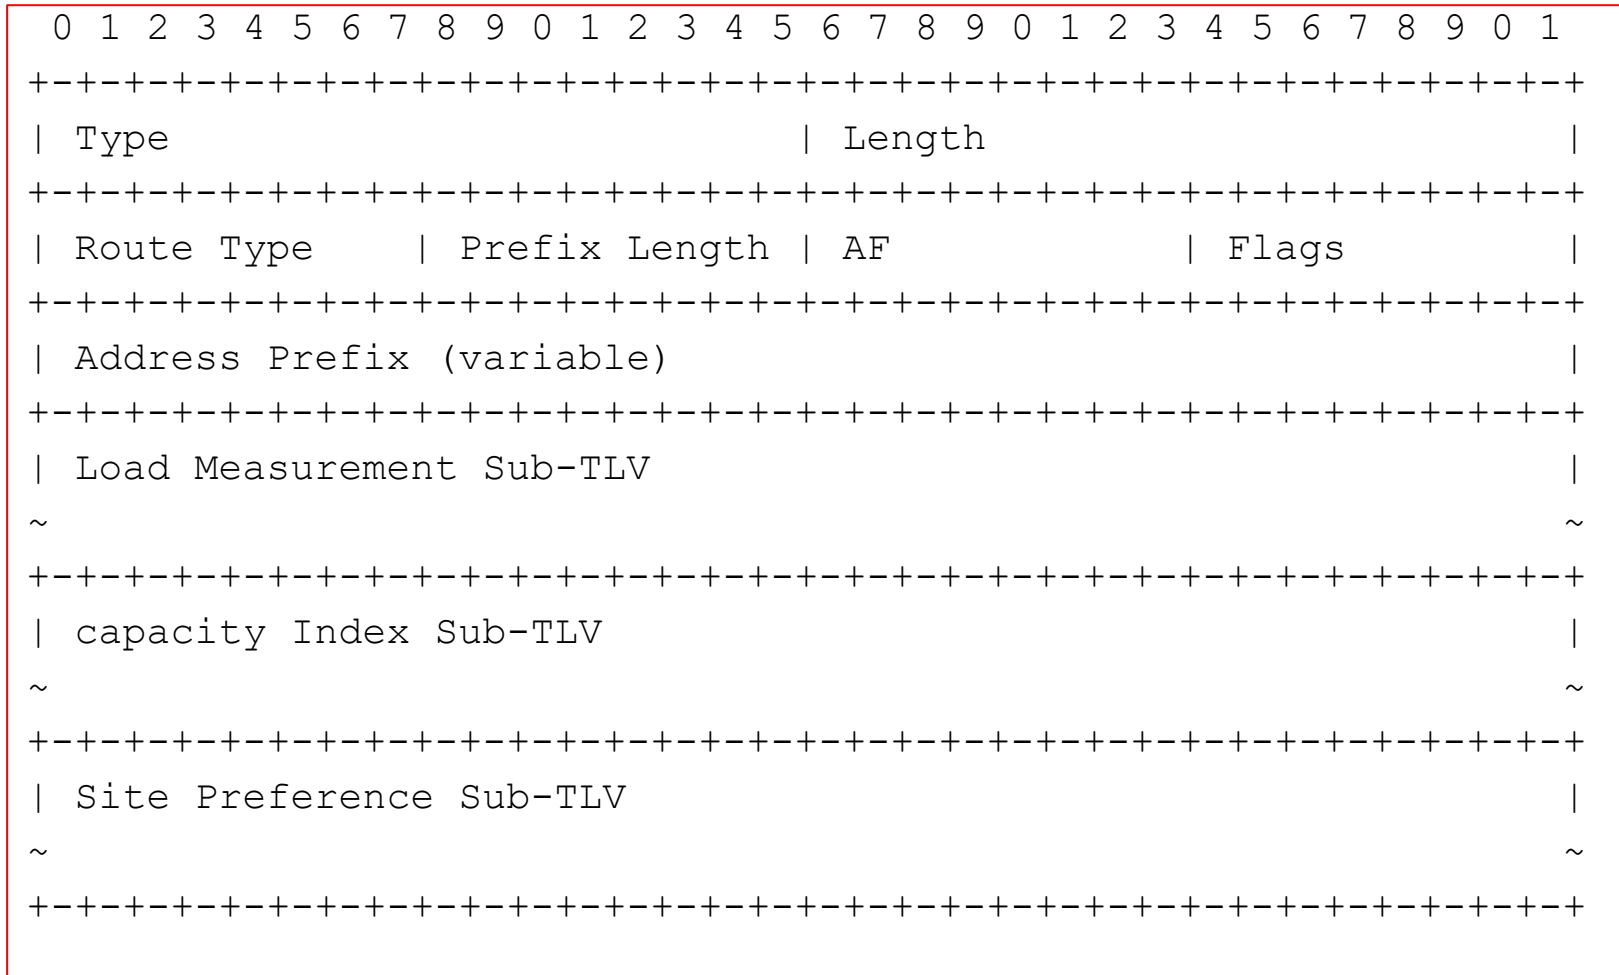 0 1 2 3 4 5 6 7 8 9 0 1 2 3 4 5 6 7 8 9 0 1 2 3 4 5 6 7 8 9 0 1
+-+-+-+-+-+-+-+-+-+-+-+-+-+-+-+-+-+-+-+-+-+-+-+-+-+-+-+-+-+-+-+-+
| Type                          | Length                        |
+-+-+-+-+-+-+-+-+-+-+-+-+-+-+-+-+-+-+-+-+-+-+-+-+-+-+-+-+-+-+-+-+
| Route Type    | Prefix Length | AF            | Flags         |
+-+-+-+-+-+-+-+-+-+-+-+-+-+-+-+-+-+-+-+-+-+-+-+-+-+-+-+-+-+-+-+-+
| Address Prefix (variable)                                     |
+-+-+-+-+-+-+-+-+-+-+-+-+-+-+-+-+-+-+-+-+-+-+-+-+-+-+-+-+-+-+-+-+
| Load Measurement Sub-TLV                                      |
~                                                               ~
+-+-+-+-+-+-+-+-+-+-+-+-+-+-+-+-+-+-+-+-+-+-+-+-+-+-+-+-+-+-+-+-+
| capacity Index Sub-TLV                                        |
~                                                               ~
+-+-+-+-+-+-+-+-+-+-+-+-+-+-+-+-+-+-+-+-+-+-+-+-+-+-+-+-+-+-+-+-+
| Site Preference Sub-TLV                                       |
~                                                               ~
+-+-+-+-+-+-+-+-+-+-+-+-+-+-+-+-+-+-+-+-+-+-+-+-+-+-+-+-+-+-+-+-+